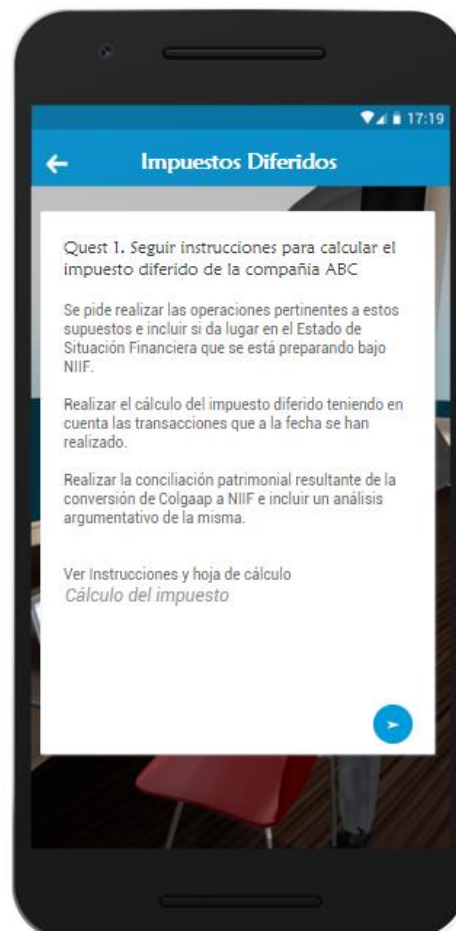 17:19
Impuestos Diferidos
Quest 1. Seguir instrucciones para calcular el
impuesto diferido de la compañia ABC
Se pide realizar las operaciones pertinentes a estos
supuestos e incluir si da lugar en el Estado de
Situación Financiera que se está preparando bajo
NIIF.
Realizar el cálculo del impuesto diferido teniendo en
cuenta las transacciones que a la fecha se han
realizado.
Realizar la conciliación patrimonial resultante de la
conversión de Colgaap a NIIF e incluir un análisis
argumentativo de la misma.
Ver Instrucciones y hoja de cálculo
Cálculo del impuesto